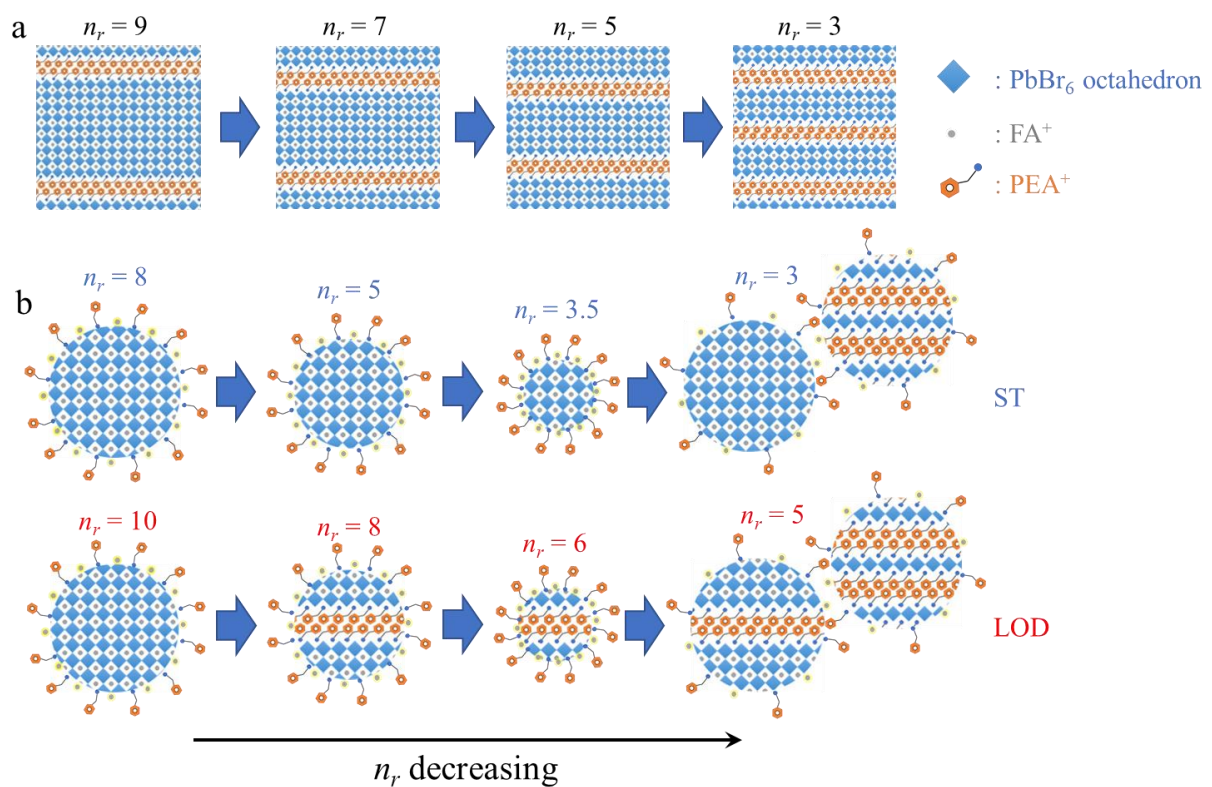 a
n_r = 9
n_r = 7
n_r = 5
n_r = 3
: PbBr₆ octahedron
: FA⁺
: PEA⁺
b
n_r = 8
n_r = 5
n_r = 3.5
n_r = 3
ST
n_r = 10
n_r = 8
n_r = 6
n_r = 5
LOD
n_r decreasing